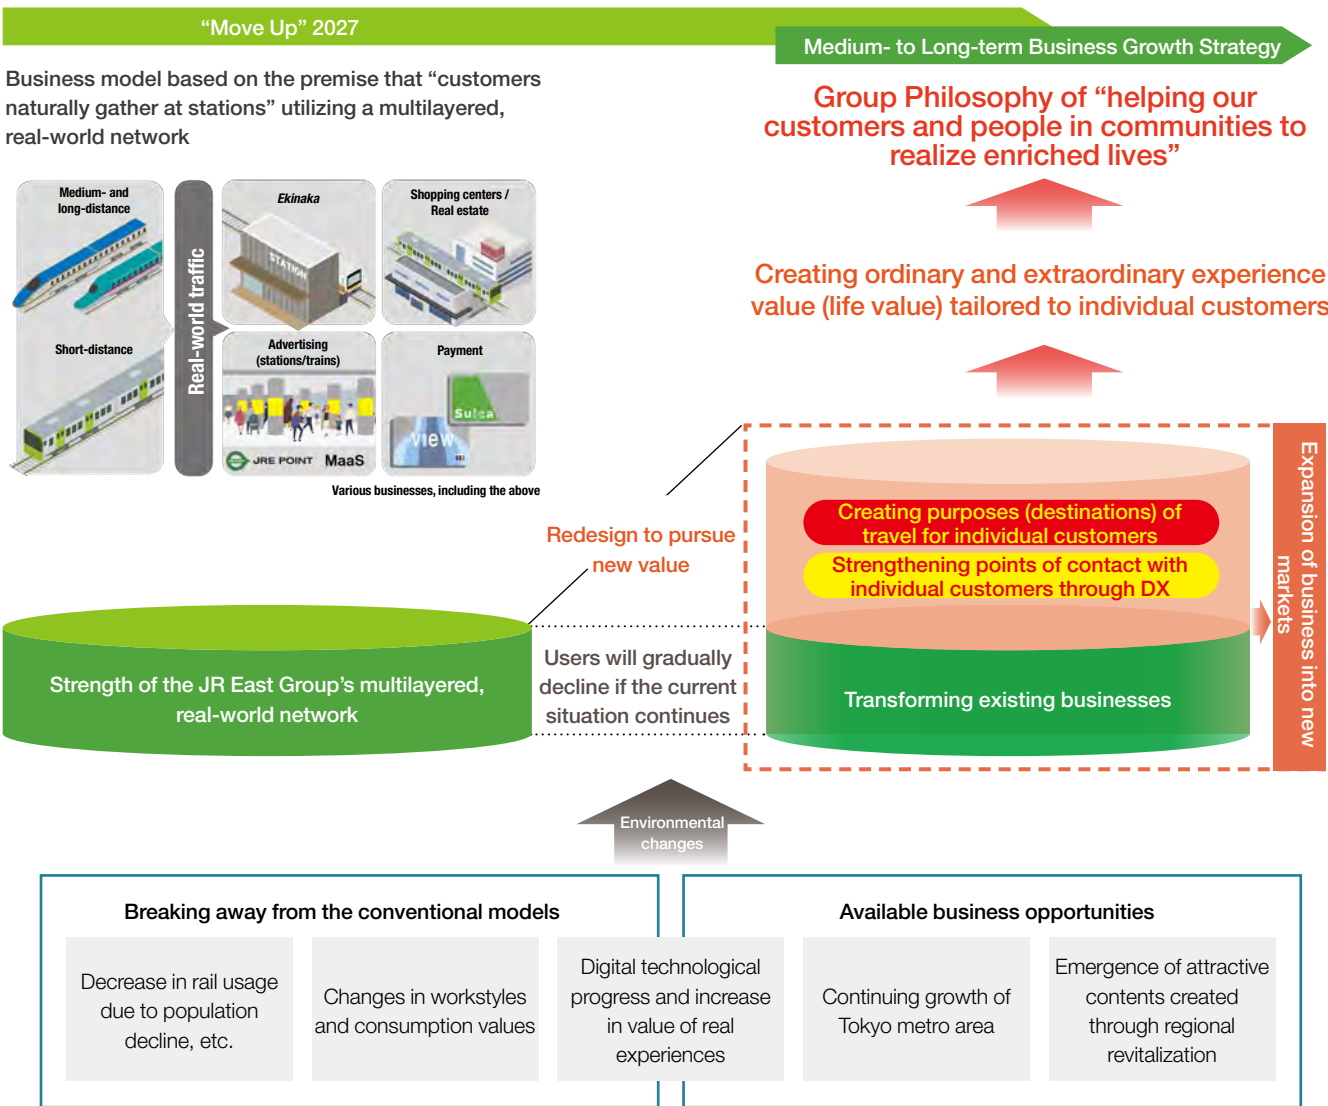 “Move Up” 2027
Medium- to Long-term Business Growth Strategy
Business model based on the premise that “customers
naturally gather at stations” utilizing a multilayered,
real-world network
Group Philosophy of “helping our
customers and people in communities to
realize enriched lives”
Medium- and
long-distance
Short-distance
Real-world traffic
Ekinaka
STATION
Shopping centers /
Real estate
Advertising
(stations/trains)
JRE POINT
MaaS
Payment
Suica
VIEW
Various businesses, including the above
Creating ordinary and extraordinary experience
value (life value) tailored to individual customers
Redesign to pursue
new value
Creating purposes (destinations) of
travel for individual customers
Strengthening points of contact with
individual customers through DX
Expansion of business into new
markets
Strength of the JR East Group’s multilayered,
real-world network
Users will gradually
decline if the current
situation continues
Transforming existing businesses
Environmental
changes
Breaking away from the conventional models
Decrease in rail usage
due to population
decline, etc.
Changes in workstyles
and consumption values
Digital technological
progress and increase
in value of real
experiences
Available business opportunities
Continuing growth of
Tokyo metro area
Emergence of attractive
contents created
through regional
revitalization